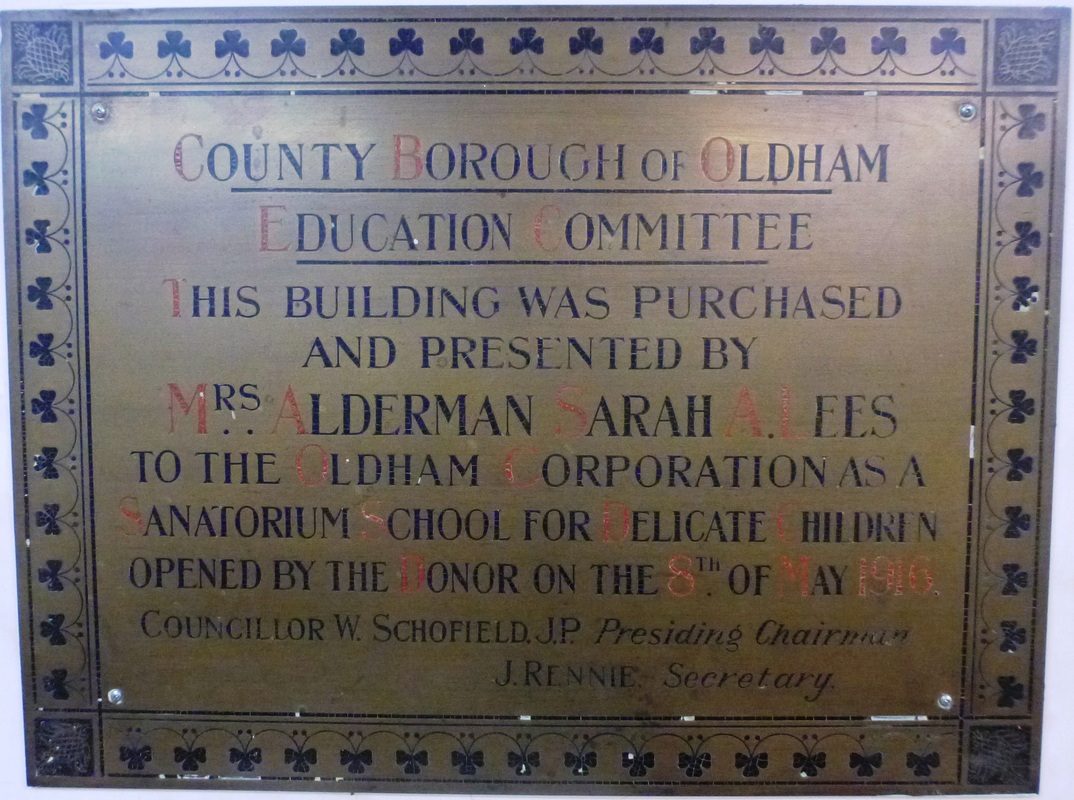 COUNTY BOROUGH OF OLDHAM
EDUCATION COMMITTEE
THIS BUILDING WAS PURCHASED
AND PRESENTED BY
MRS. ALDERMAN SARAH A. LEES
TO THE OLDHAM CORPORATION AS A
SANATORIUM SCHOOL FOR DELICATE CHILDREN
OPENED BY THE DONOR ON THE 8TH. OF MAY 1916.
COUNCILLOR W. SCHOFIELD. J.P. Presiding Chairman
J. RENNIE. Secretary.